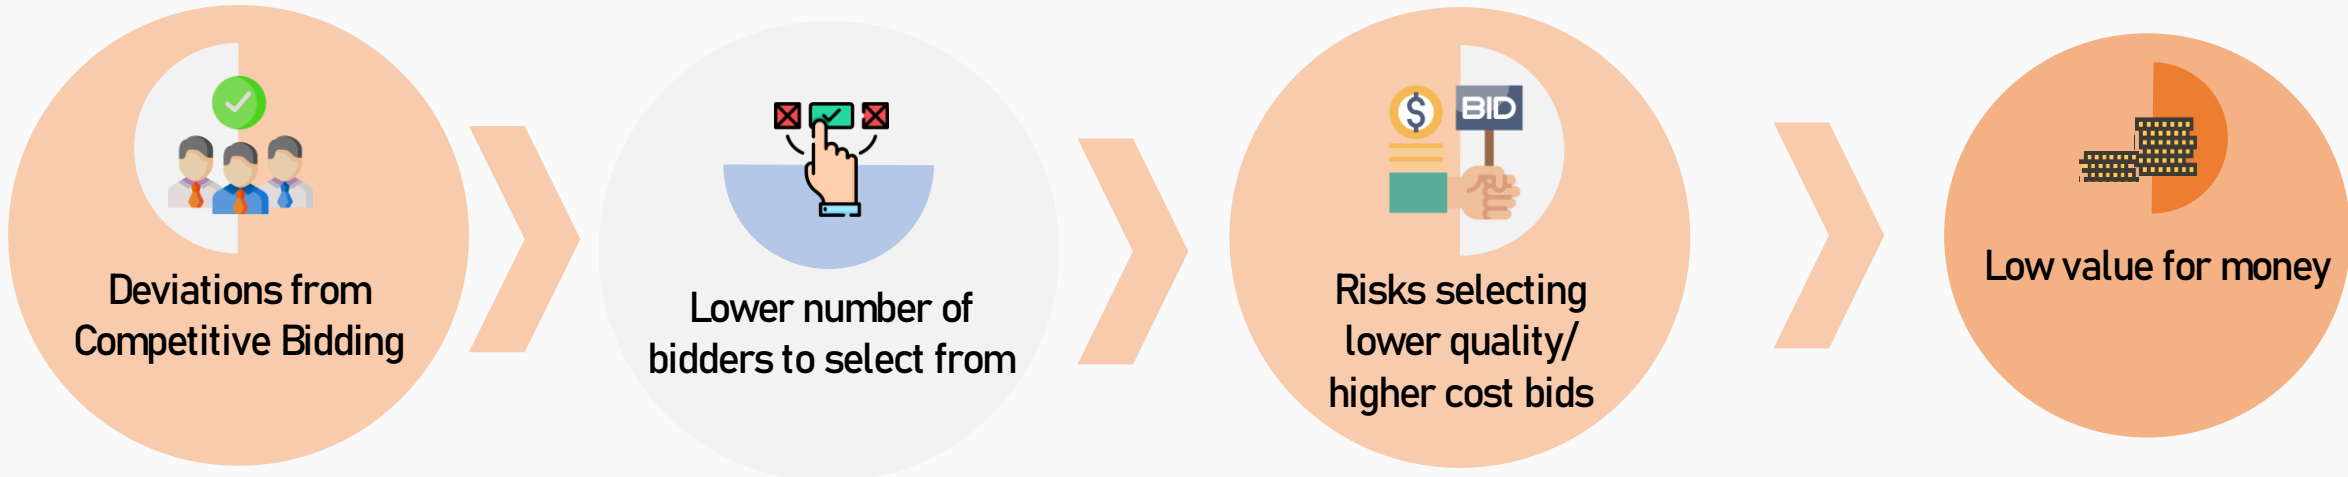 Deviations from
Competitive Bidding
Lower number of
bidders to select from
$ BID
Risks selecting
lower quality/
higher cost bids
Low value for money